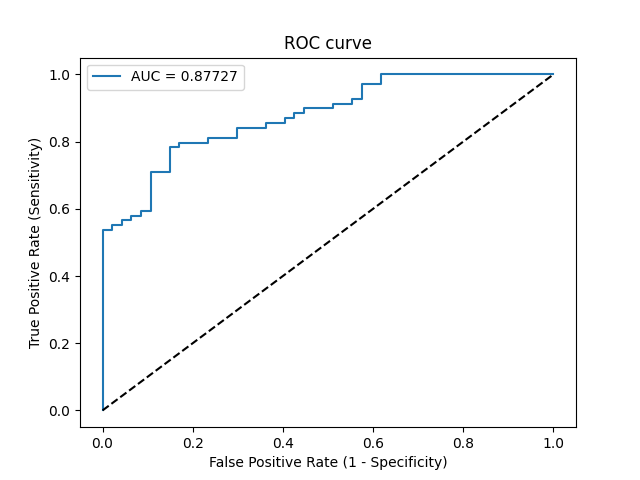 ROC curve
AUC = 0.87727
1.0
0.8
0.6
0.4
0.2
0.0
True Positive Rate (Sensitivity)
0.0 0.2 0.4 0.6 0.8 1.0
False Positive Rate (1 - Specificity)